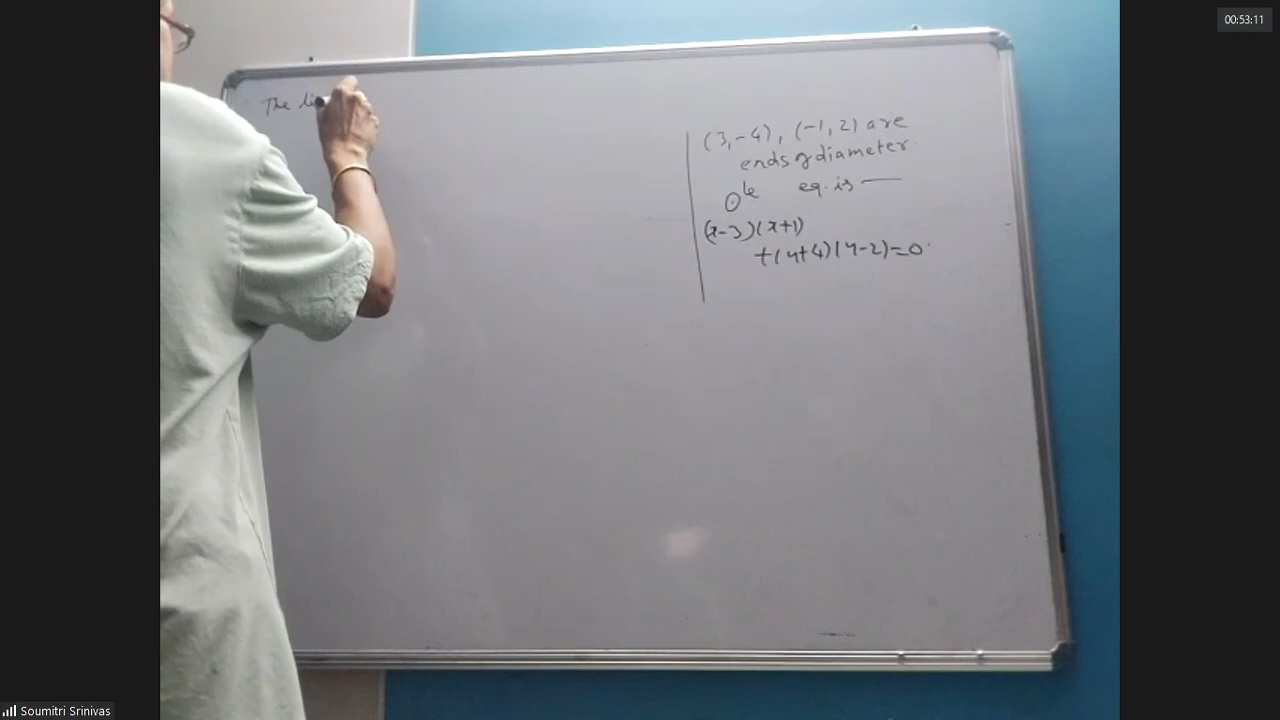 00:53:11
The li
(3,-4), (-1,2) are
ends of diameter
⊙le eq. is —
(x-3)(x+1)
+(y+4)(y-2)=0
Soumitri Srinivas